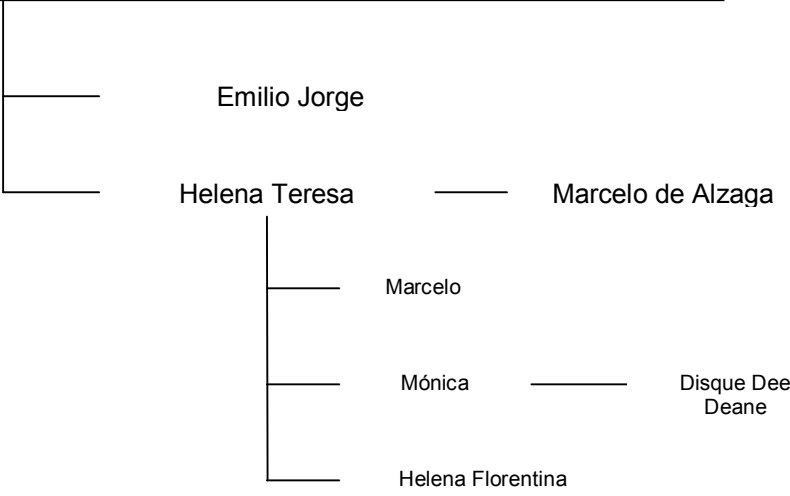 Emilio Jorge
Helena Teresa Marcelo de Alzaga
Marcelo
Mónica Disque Dee
Deane
Helena Florentina